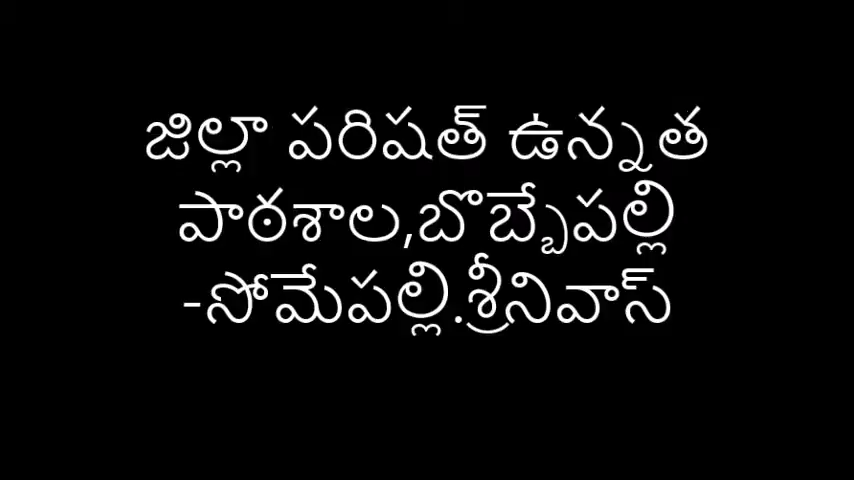 జిల్లా పరిషత్ ఉన్నత
పాఠశాల,బొబ్బేపల్లి
-సోమేపల్లి.శ్రీనివాస్